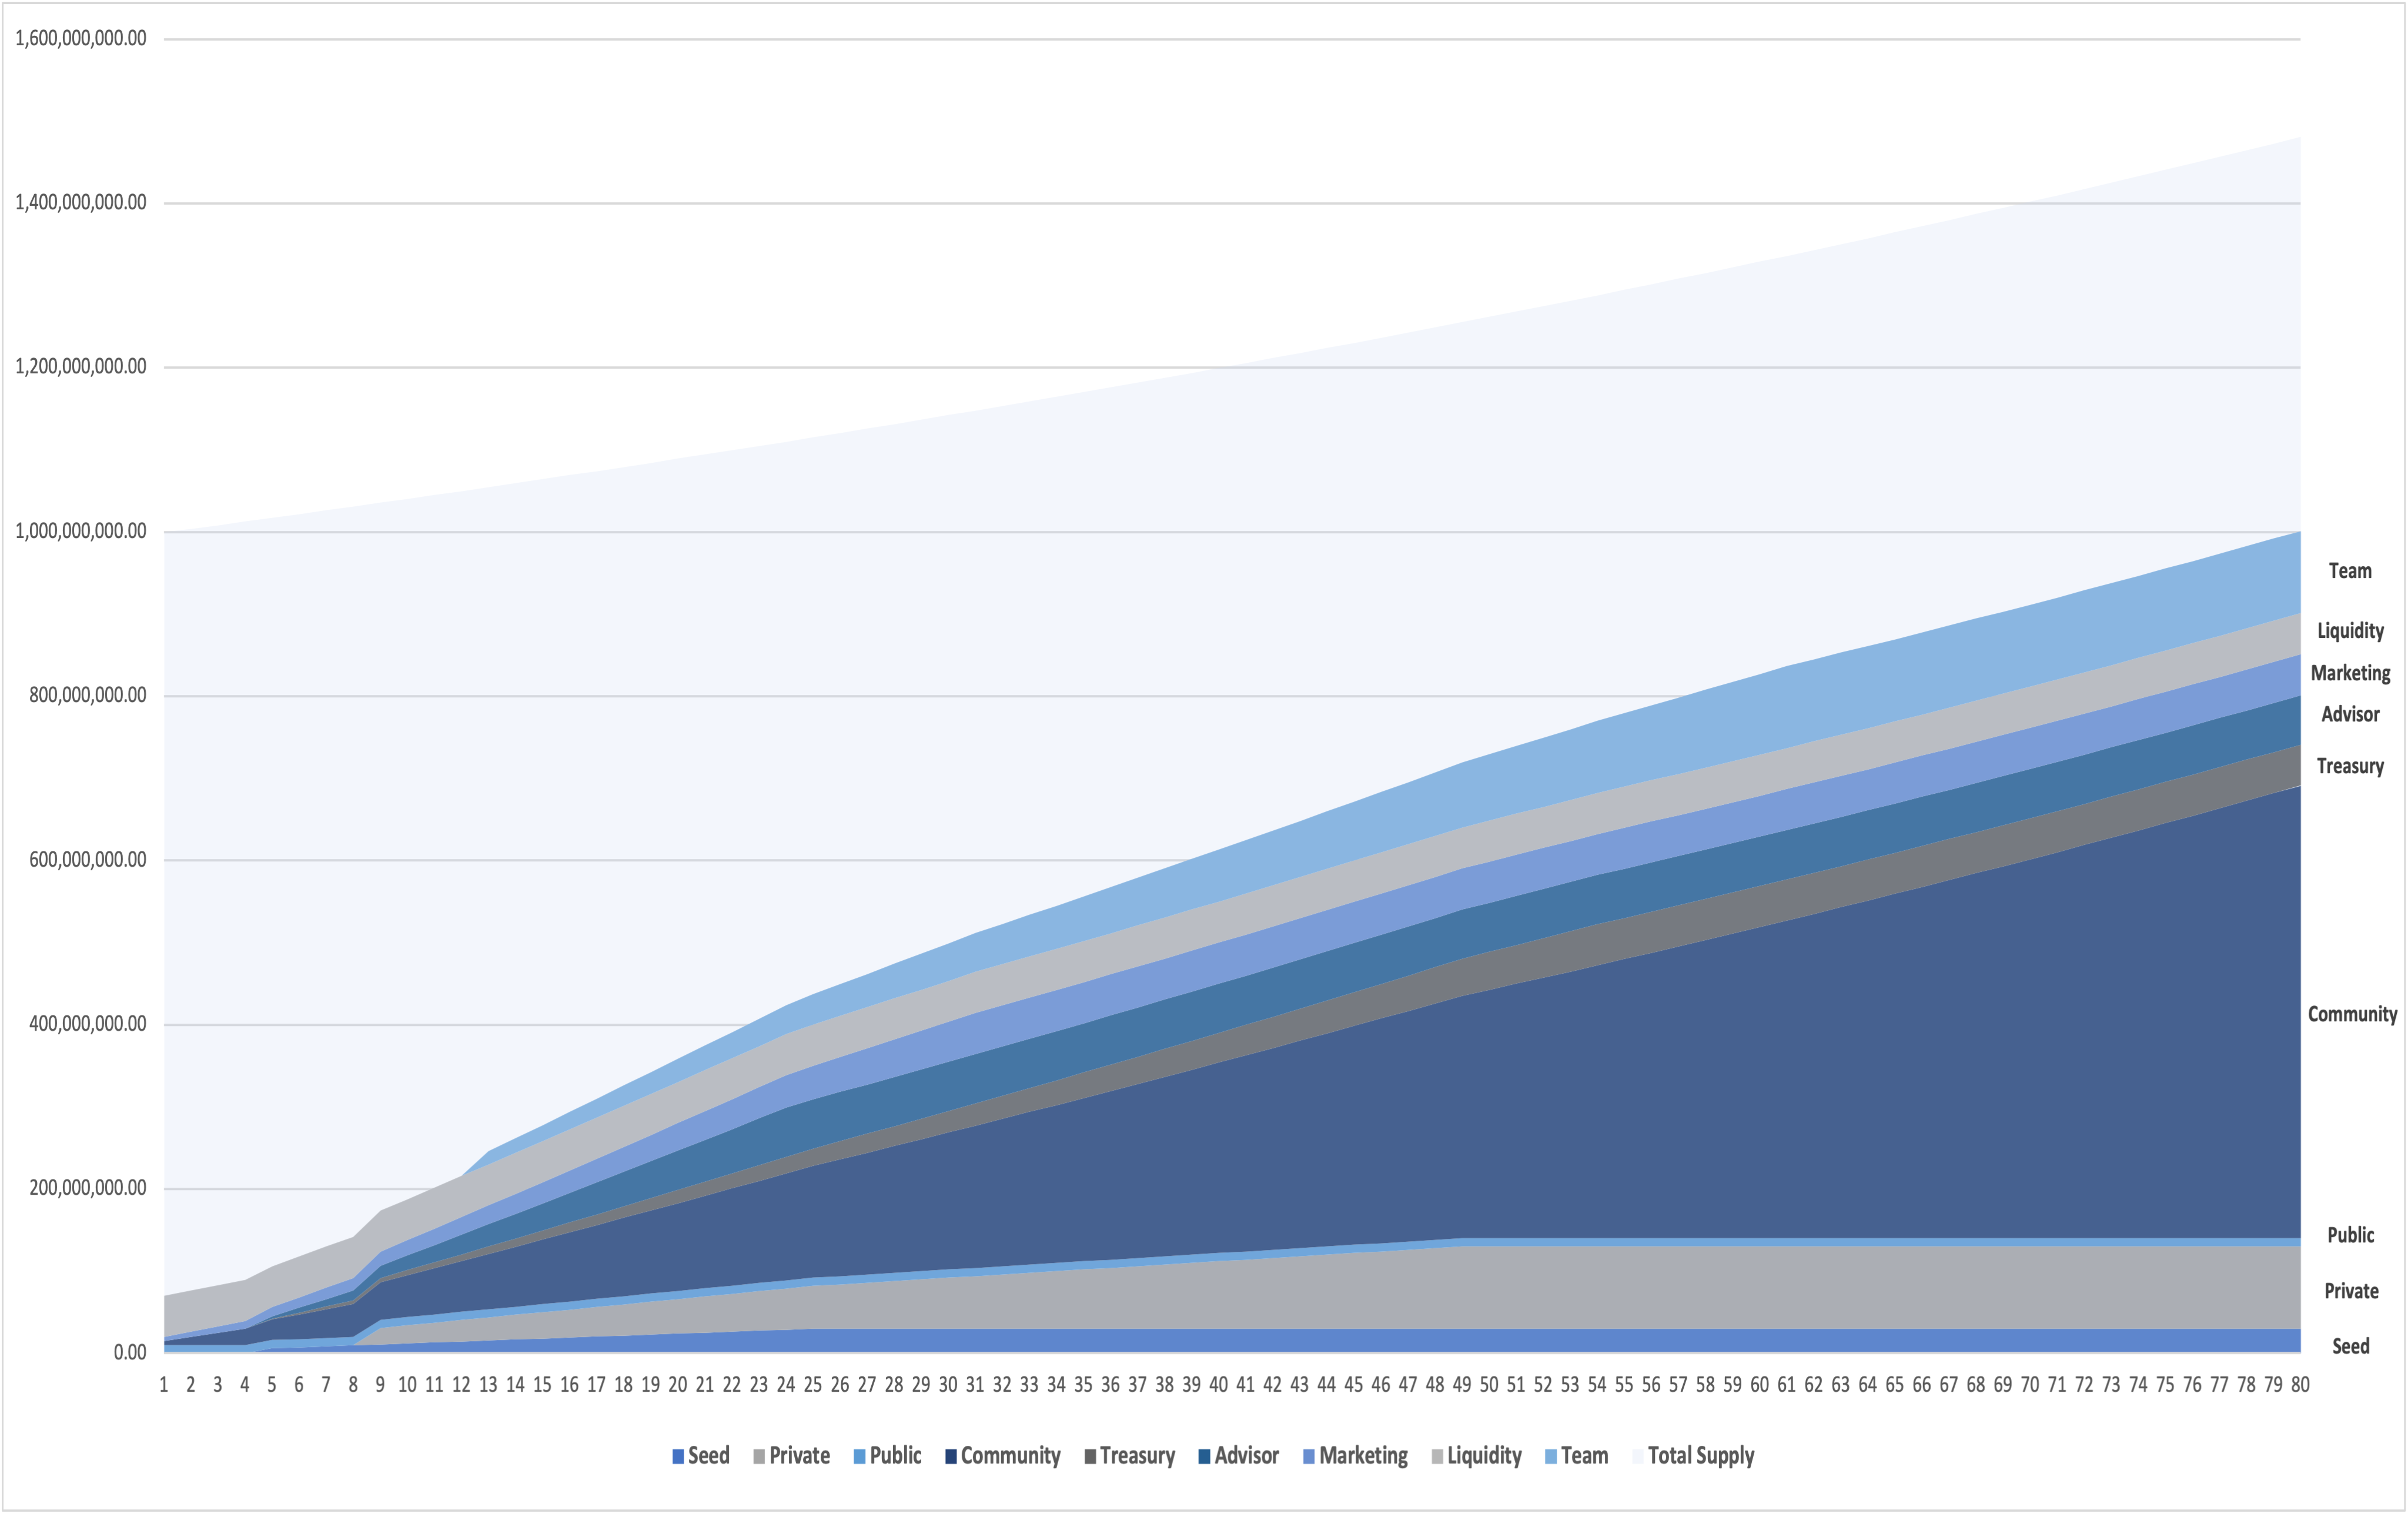 1,600,000,000.00
1,400,000,000.00
1,200,000,000.00
1,000,000,000.00
800,000,000.00
600,000,000.00
400,000,000.00
200,000,000.00
0.00
Team
Liquidity
Marketing
Advisor
Treasury
Community
Public
Private
Seed
1 2 3 4 5 6 7 8 9 10 11 12 13 14 15 16 17 18 19 20 21 22 23 24 25 26 27 28 29 30 31 32 33 34 35 36 37 38 39 40 41 42 43 44 45 46 47 48 49 50 51 52 53 54 55 56 57 58 59 60 61 62 63 64 65 66 67 68 69 70 71 72 73 74 75 76 77 78 79 80
Seed Private Public Community Treasury Advisor Marketing Liquidity Team Total Supply